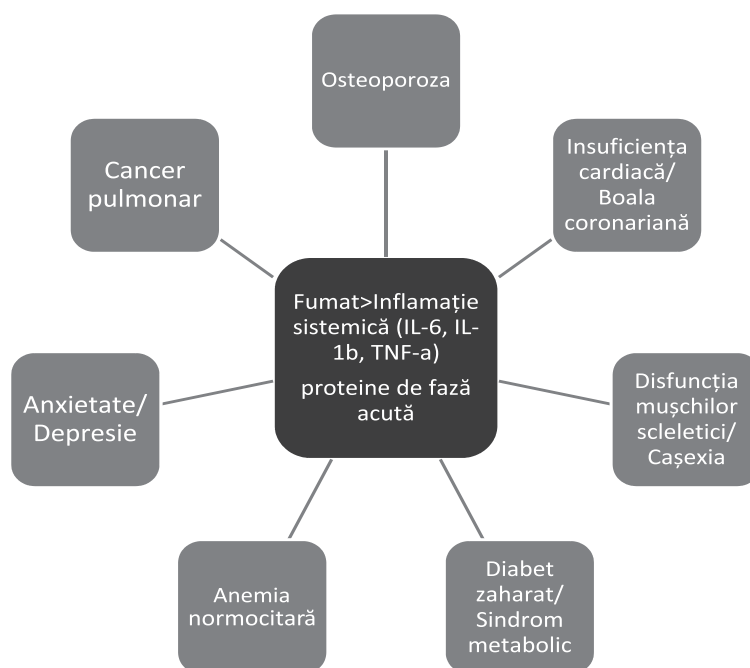 Osteoporoza
Insuficiența
cardiacă/
Boala
coronariană
Cancer
pulmonar
Fumat>Inflamație
sistemică (IL-6, IL-
1b, TNF-a)
proteine de fază
acută
Disfuncția
mușchilor
scleletici/
Cașexia
Anxietate/
Depresie
Diabet
zaharat/
Sindrom
metabolic
Anemia
normocitară